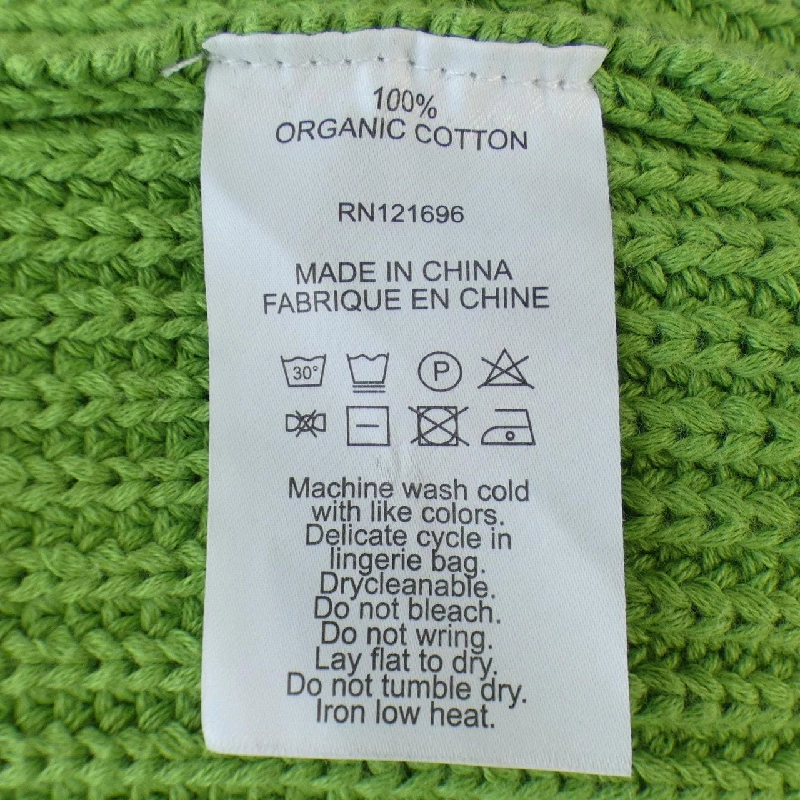 100%
ORGANIC COTTON
RN121696
MADE IN CHINA
FABRIQUE EN CHINE
30°
P
Machine wash cold
with like colors.
Delicate cycle in
lingerie bag.
Drycleanable.
Do not bleach.
Do not wring.
Lay flat to dry.
Do not tumble dry.
Iron low heat.